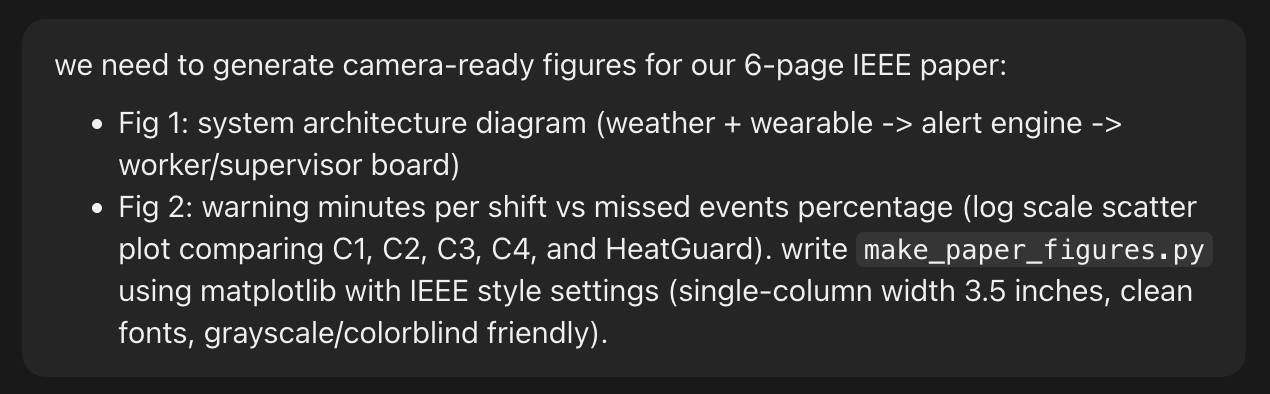 we need to generate camera-ready figures for our 6-page IEEE paper:
• Fig 1: system architecture diagram (weather + wearable -> alert engine ->
worker/supervisor board)
• Fig 2: warning minutes per shift vs missed events percentage (log scale scatter
plot comparing C1, C2, C3, C4, and HeatGuard). write make_paper_figures.py
using matplotlib with IEEE style settings (single-column width 3.5 inches, clean
fonts, grayscale/colorblind friendly).